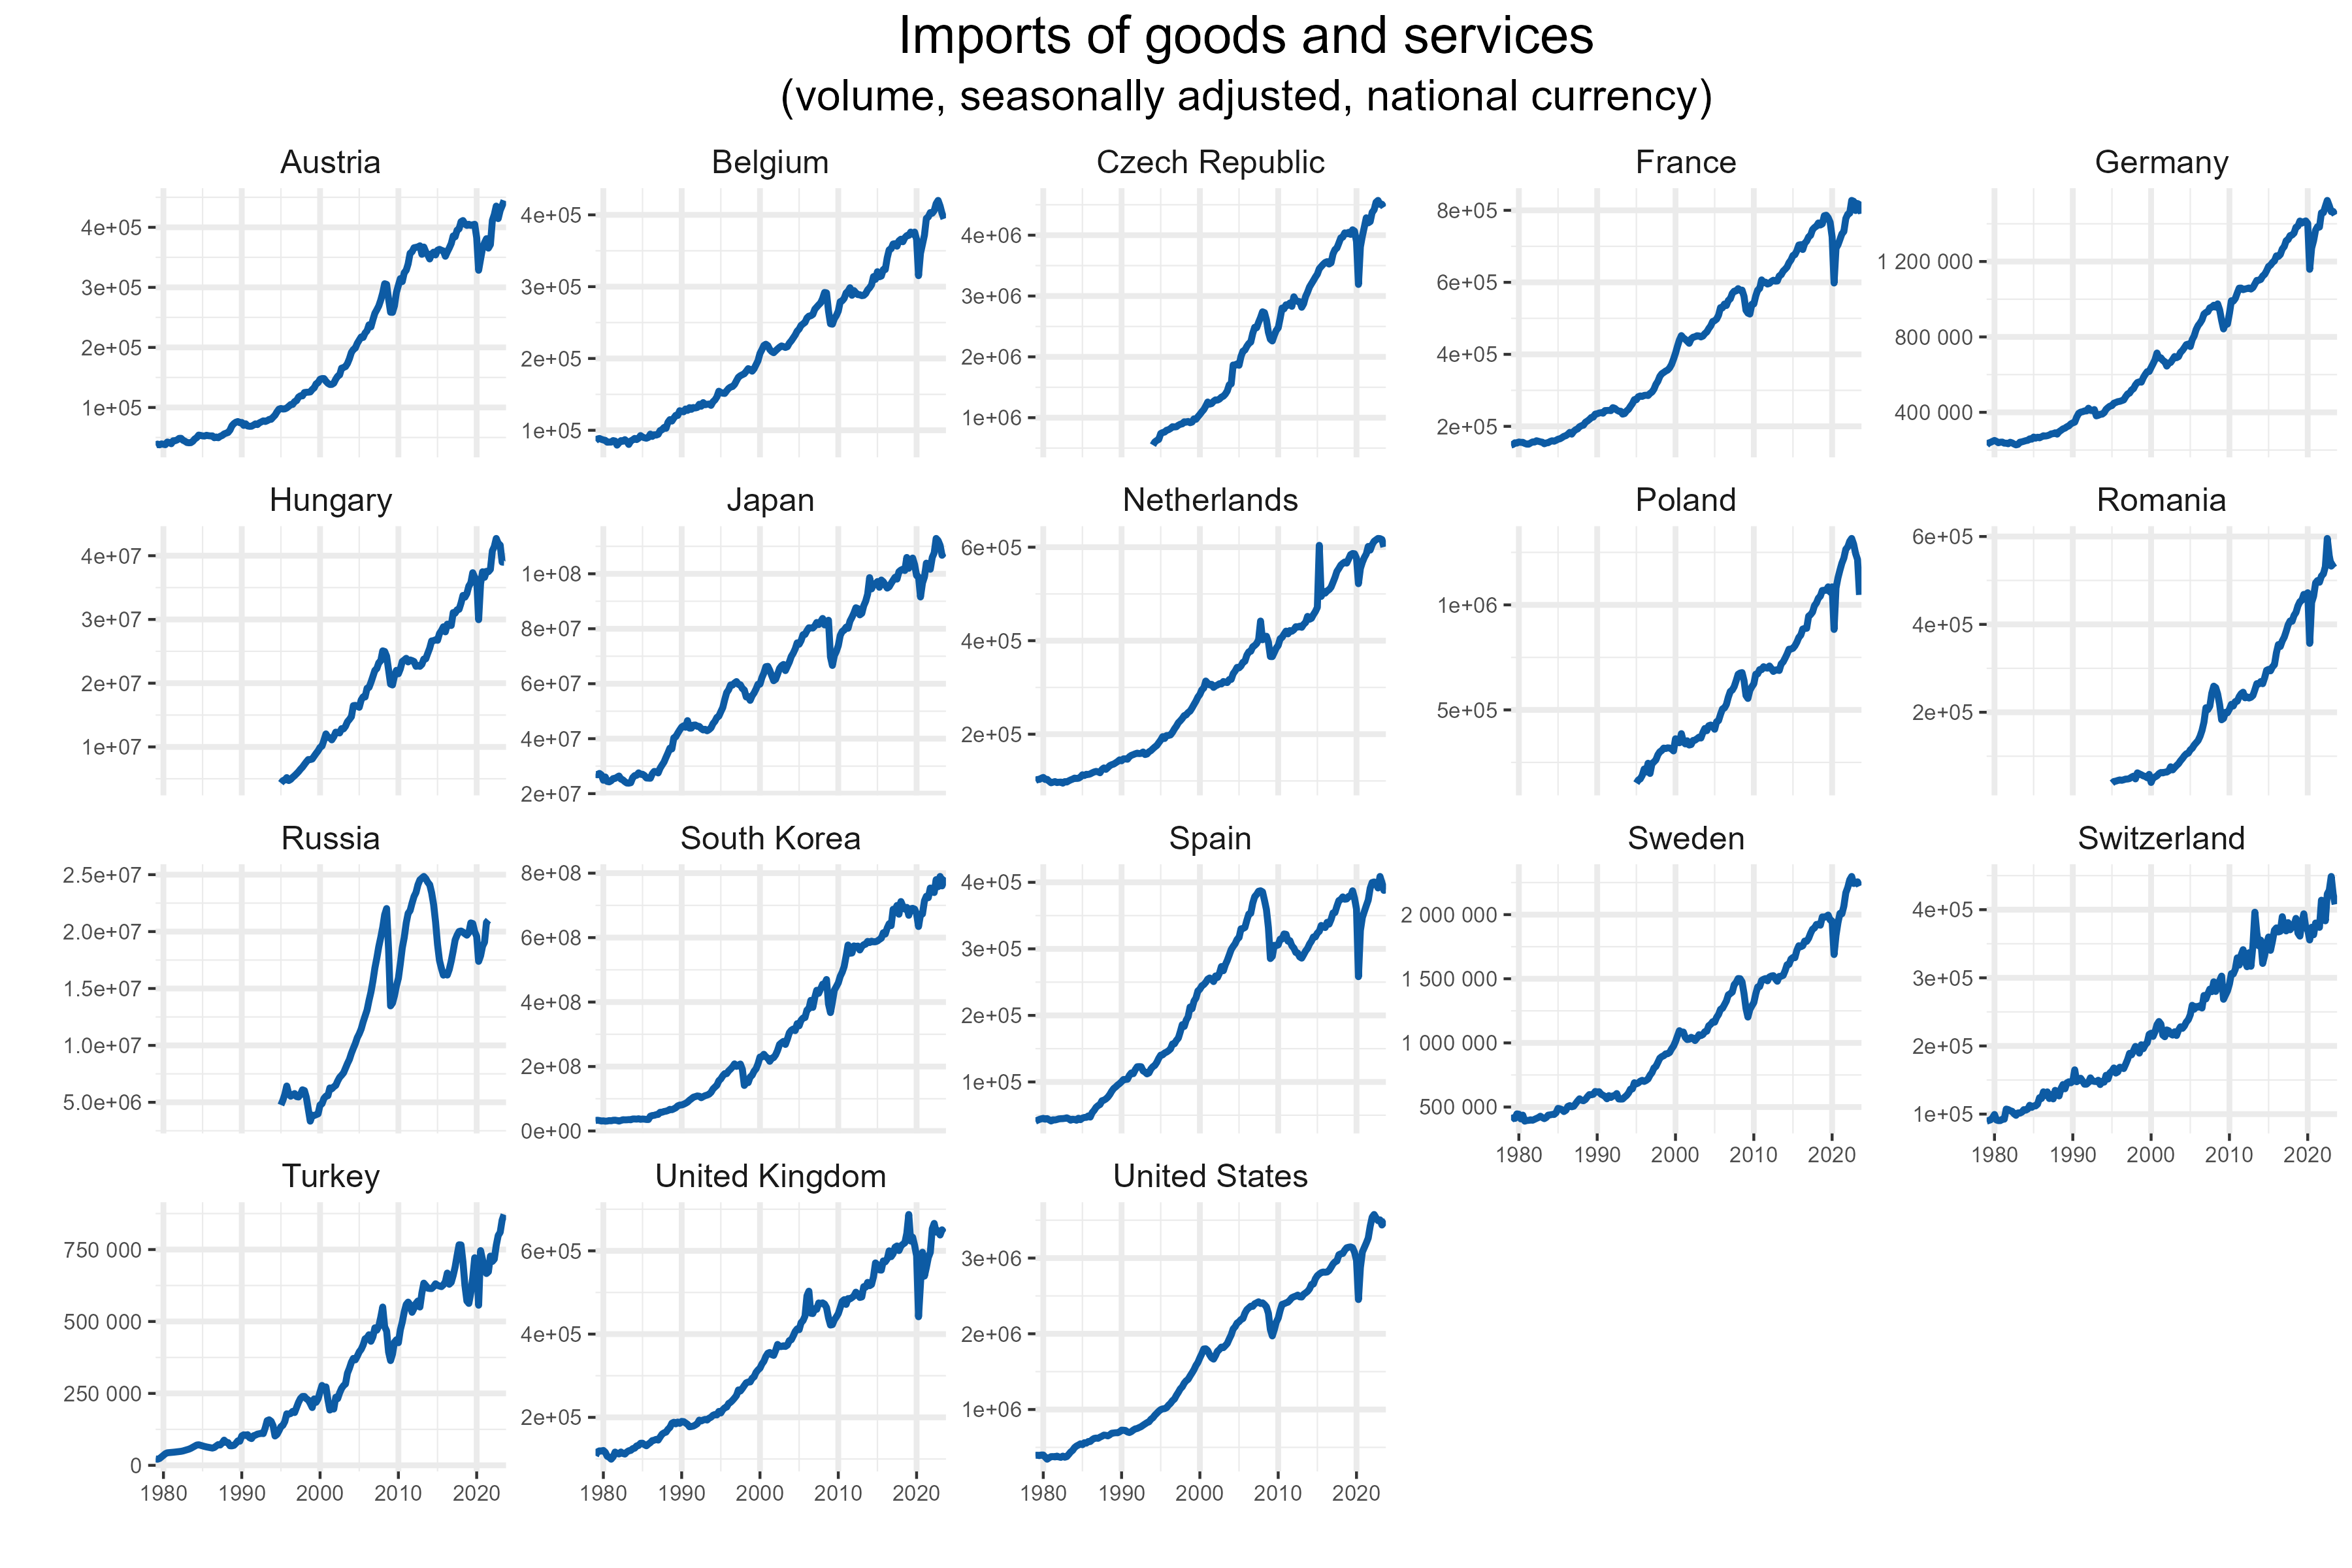 Imports of goods and services
(volume, seasonally adjusted, national currency)
Austria
4e+05
3e+05
2e+05
1e+05
Belgium
4e+05
3e+05
2e+05
1e+05
Czech Republic
4e+06
3e+06
2e+06
1e+06
France
8e+05
6e+05
4e+05
2e+05
Germany
1 200 000
800 000
400 000
Hungary
4e+07
3e+07
2e+07
1e+07
Japan
1e+08
8e+07
6e+07
4e+07
2e+07
Netherlands
6e+05
4e+05
2e+05
Poland
1e+06
5e+05
Romania
6e+05
4e+05
2e+05
Russia
2.5e+07
2.0e+07
1.5e+07
1.0e+07
5.0e+06
South Korea
8e+08
6e+08
4e+08
2e+08
0e+00
Spain
4e+05
3e+05
2e+05
1e+05
Sweden
2 000 000
1 500 000
1 000 000
500 000
1980 1990 2000 2010 2020
Switzerland
4e+05
3e+05
2e+05
1e+05
1980 1990 2000 2010 2020
Turkey
750 000
500 000
250 000
0
1980 1990 2000 2010 2020
United Kingdom
6e+05
4e+05
2e+05
1980 1990 2000 2010 2020
United States
3e+06
2e+06
1e+06
1980 1990 2000 2010 2020